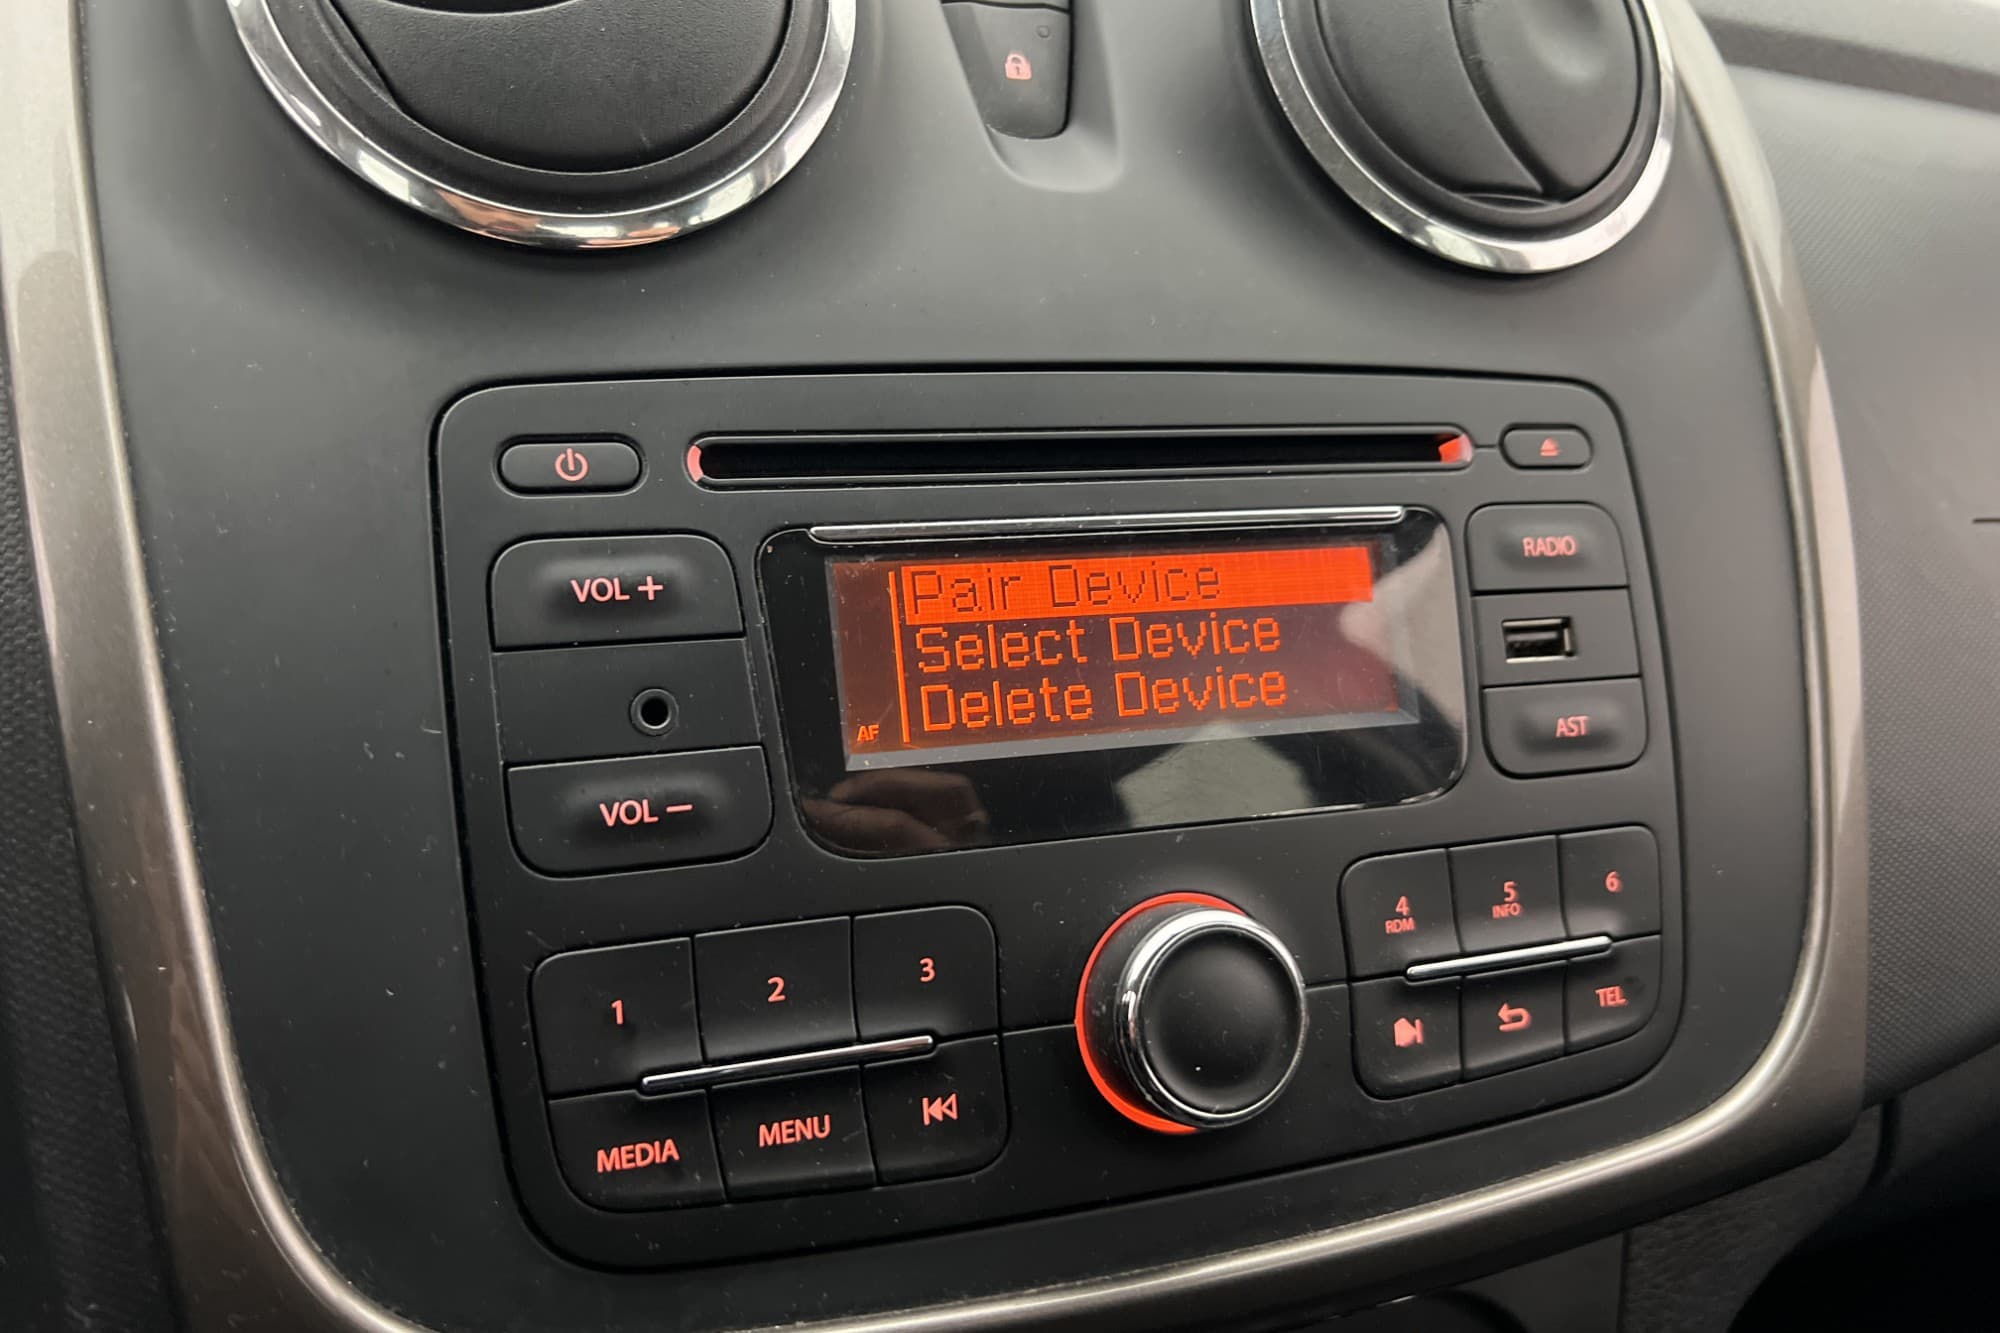 VOL +
Pair Device
Select Device
Delete Device
AF
RADIO
AST
VOL –
1
2
3
4
RDM
5
INFO
6
MEDIA
MENU
TEL